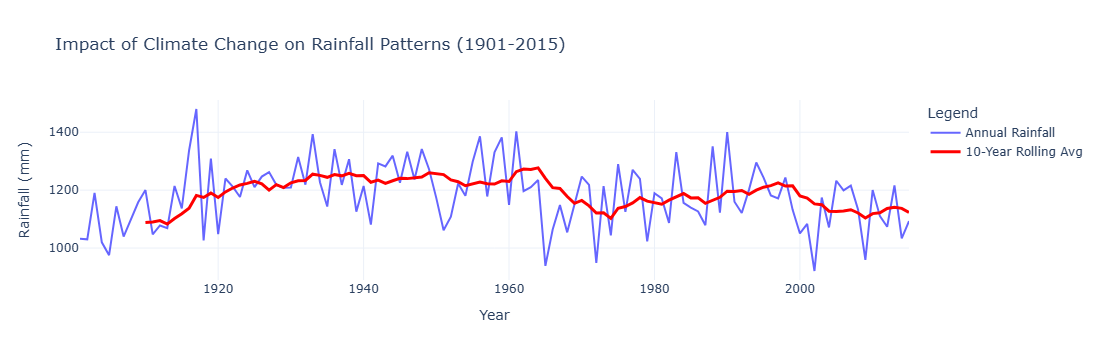 Impact of Climate Change on Rainfall Patterns (1901-2015)
Legend
Annual Rainfall
10-Year Rolling Avg
Rainfall (mm)
1400
1200
1000
1920 1940 1960 1980 2000
Year